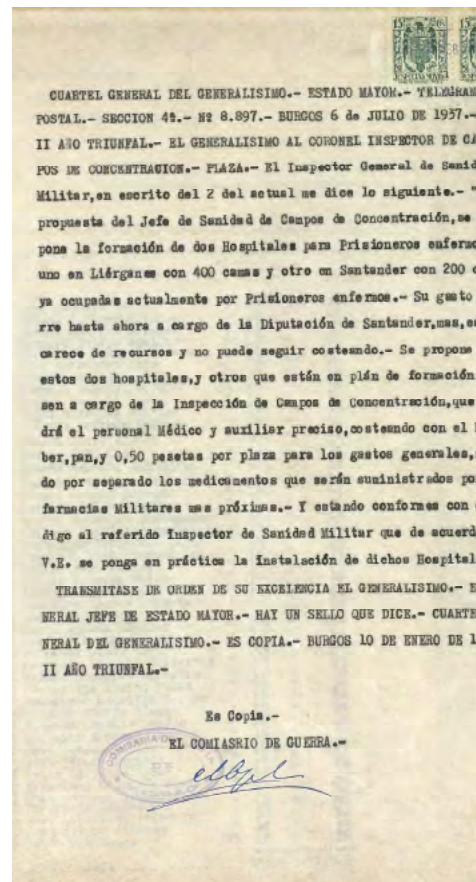 15 cts 15
CUARTEL GENERAL DEL GENERALISIMO.- ESTADO MAYOR.- TELEGRAM
POSTAL.- SECCION 4ª.- Nº 8.897.- BURGOS 6 de JULIO DE 1937.-
II AÑO TRIUNFAL.- EL GENERALISIMO AL CORONEL INSPECTOR DE CA
POS DE CONCENTRACION.- PLAZA.- El Inspector General de Sanid
Militar,en escrito del 2 del actual me dice lo siguiente.- "
propuesta del Jefe de Sanidad de Campos de Concentración,se
pone la formación de dos Hospitales para Prisioneros enfermo
uno en Liérganes con 400 camas y otro en Santander con 200 c
ya ocupadas actualmente por Prisioneros enfermos.- Su gasto
rre hasta ahora a cargo de la Diputación de Santander,mas,es
carece de recursos y no puede seguir costeando.- Se propone
estos dos hospitales,y otros que están en plán de formación
sen a cargo de la Inspección de Campos de Concentración,que
drá el personal Médico y auxiliar preciso,costeando con el
ber,pan,y 0,50 pesetas por plaza para los gastos generales,
do por separado los medicamentos que serán suministrados po
farmacias Militares mas próximas.- Y estando conformes con
digo al referido Inspector de Sanidad Militar que de acuerd
V.E. se ponga en práctica la Instalación de dichos Hospital
TRANSMITASE DE ORDEN DE SU EXCELENCIA EL GENERALISIMO.- E
NERAL JEFE DE ESTADO MAYOR.- HAY UN SELLO QUE DICE.- CUARTE
NERAL DEL GENERALISIMO.- ES COPIA.- BURGOS 10 DE ENERO DE 1
II AÑO TRIUNFAL.-
Es Copia.-
EL COMIASRIO DE GUERRA.-